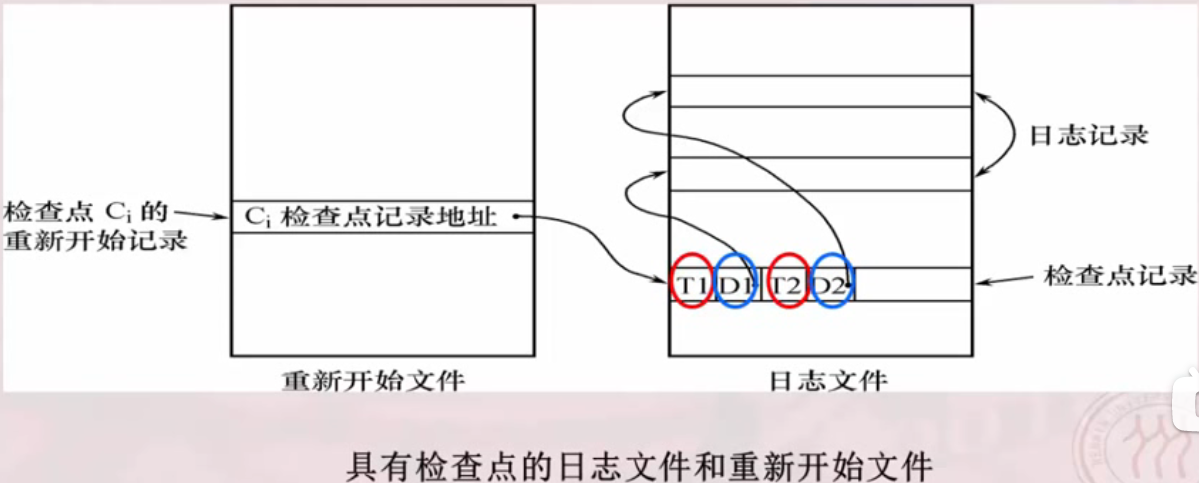 检查点 Ci 的
重新开始记录
Ci 检查点记录地址
重新开始文件
日志记录
T1 D1 T2 D2
检查点记录
日志文件
具有检查点的日志文件和重新开始文件